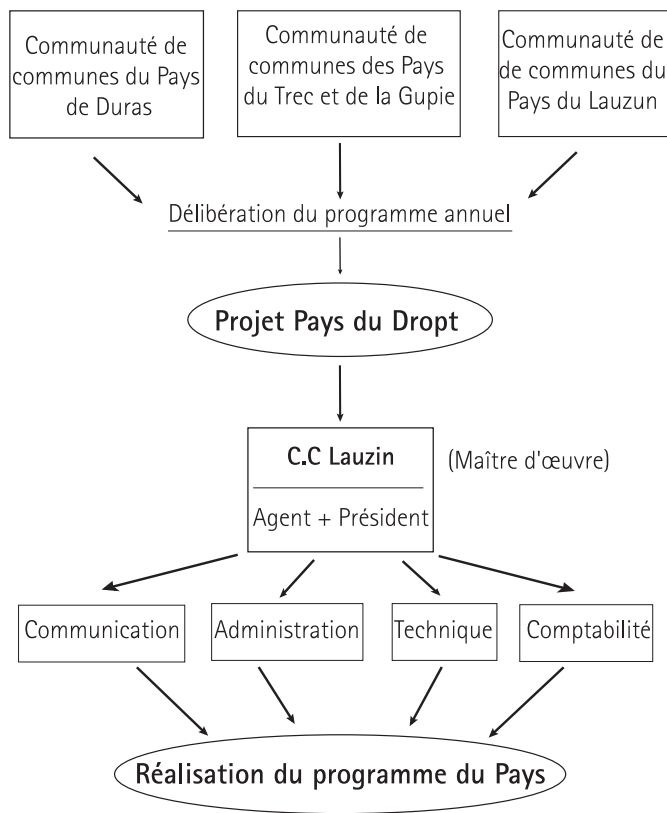 Communauté de
communes du Pays
de Duras
Communauté de
communes des Pays
du Trec et de la Gupie
Communauté de
de communes du
Pays du Lauzun
Délibération du programme annuel
Projet Pays du Dropt
C.C Lauzin
(Maître d'œuvre)
Agent + Président
Communication
Administration
Technique
Comptabilité
Réalisation du programme du Pays